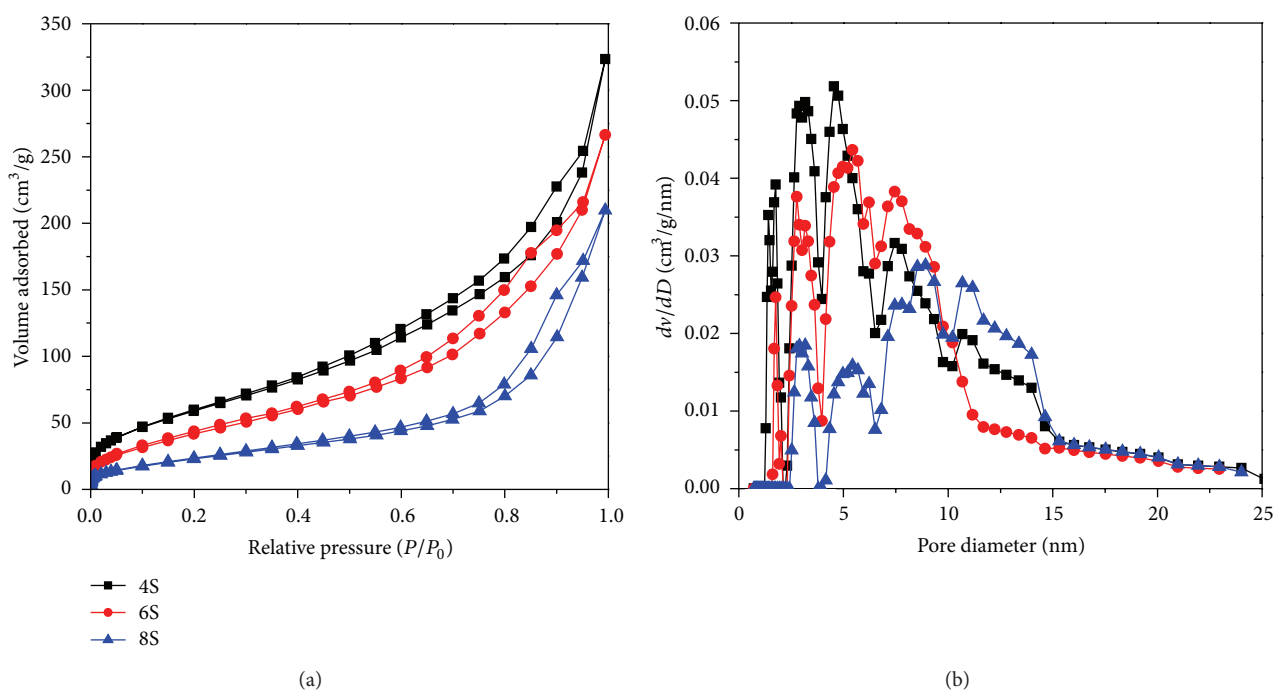 350
300
250
200
150
100
50
0
Volume adsorbed (cm³/g)
0.0 0.2 0.4 0.6 0.8 1.0
Relative pressure (P/P₀)
4S
6S
8S
(a)
0.06
0.05
0.04
0.03
0.02
0.01
0.00
dv/dD (cm³/g/nm)
0 5 10 15 20 25
Pore diameter (nm)
(b)